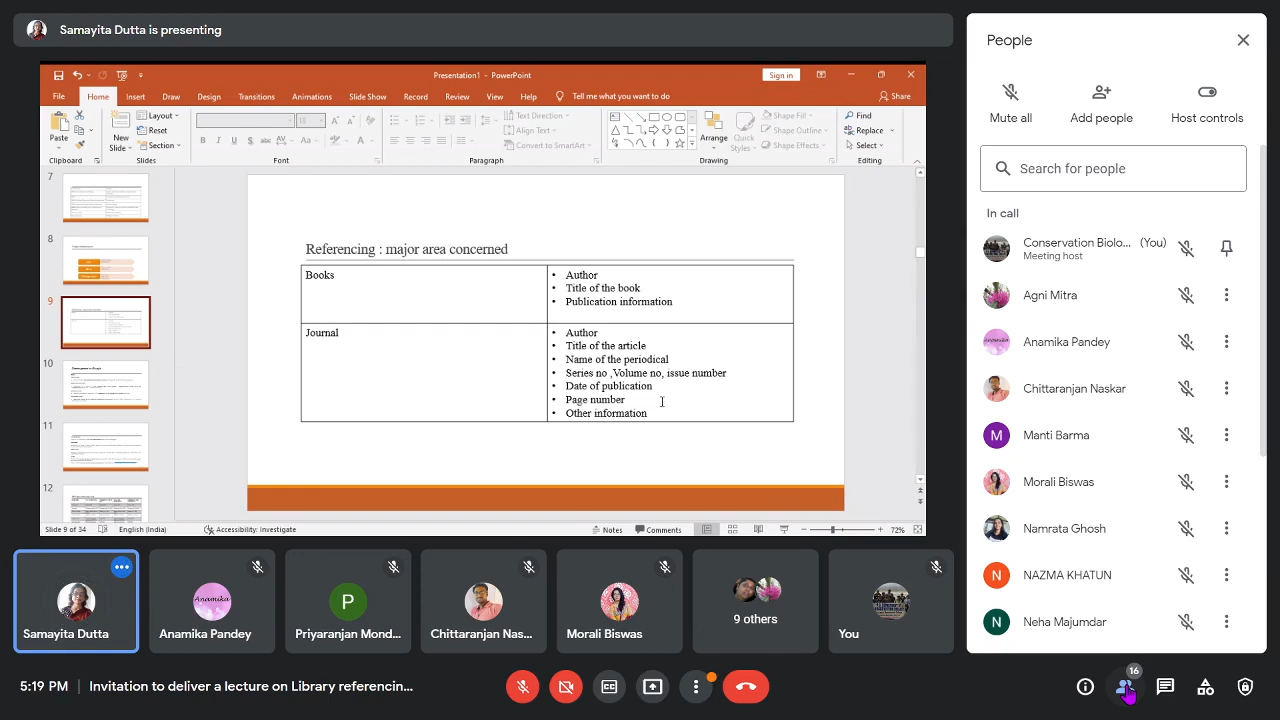 Samayita Dutta is presenting
Presentation1 - PowerPoint
Sign in
File Home Insert Draw Design Transitions Animations Slide Show Record Review View Help Tell me what you want to do Share
Paste
Clipboard
New Slide
Layout
Reset
Section
Slides
18
Font
Text Direction
Align Text
Convert to SmartArt
Paragraph
Arrange
Quick Styles
Shape Fill
Shape Outline
Shape Effects
Drawing
Find
Replace
Select
Editing
7
8
9
10
11
12
Referencing : major area concerned
Books
• Author
• Title of the book
• Publication information
Journal
• Author
• Title of the article
• Name of the periodical
• Series no ,Volume no, issue number
• Date of publication
• Page number
• Other information
Slide 9 of 34 English (India) Accessibility: Investigate Notes Comments 72%
Samayita Dutta
Anamika
Anamika Pandey
P
Priyaranjan Mond...
Chittaranjan Nas...
Morali Biswas
9 others
You
5:19 PM Invitation to deliver a lecture on Library referencin...
People
Mute all
Add people
Host controls
Search for people
In call
Conservation Biolo... (You)
Meeting host
Agni Mitra
Anamika Pandey
Chittaranjan Naskar
M Manti Barma
Morali Biswas
Namrata Ghosh
N NAZMA KHATUN
N Neha Majumdar
16